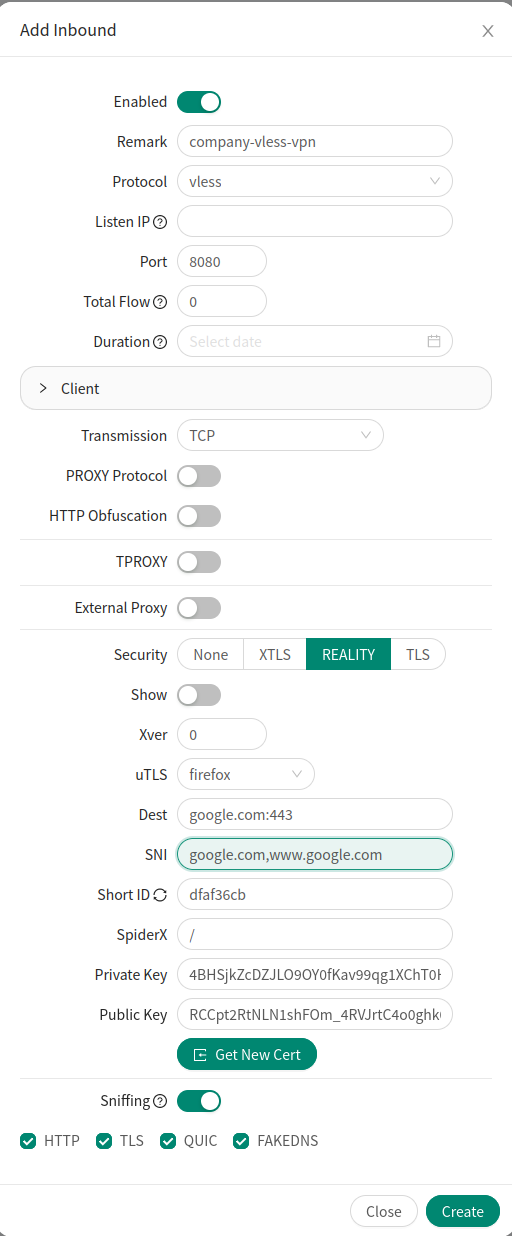 Add Inbound
Enabled
Remark company-vless-vpn
Protocol vless
Listen IP
Port 8080
Total Flow 0
Duration Select date
Client
Transmission TCP
PROXY Protocol
HTTP Obfuscation
TPROXY
External Proxy
Security None XTLS REALITY TLS
Show
Xver 0
uTLS firefox
Dest google.com:443
SNI google.com,www.google.com
Short ID dfaf36cb
SpiderX /
Private Key 4BHSjkZcDZJLO9OY0fKav99qg1XChT0
Public Key RCCpt2RtNLN1shFOm_4RVJrtC4o0ghk
Get New Cert
Sniffing
HTTP TLS QUIC FAKEDNS
Close Create